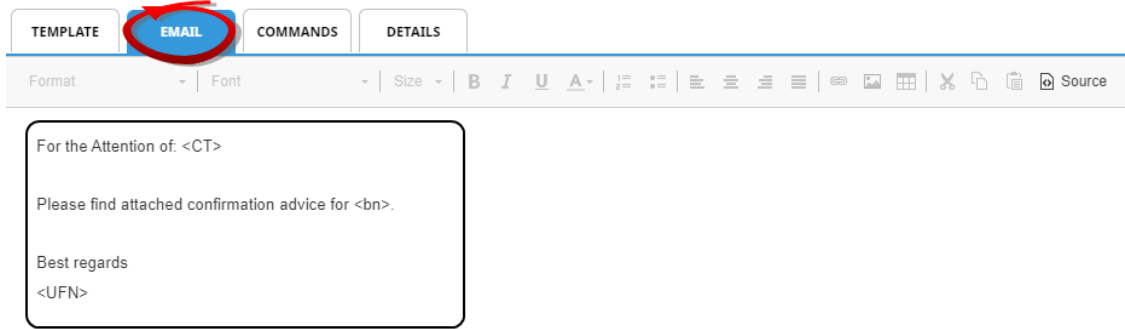 TEMPLATE EMAIL COMMANDS DETAILS
Format Font Size B I U A Source
For the Attention of: <CT>
Please find attached confirmation advice for <bn>.
Best regards
<UFN>